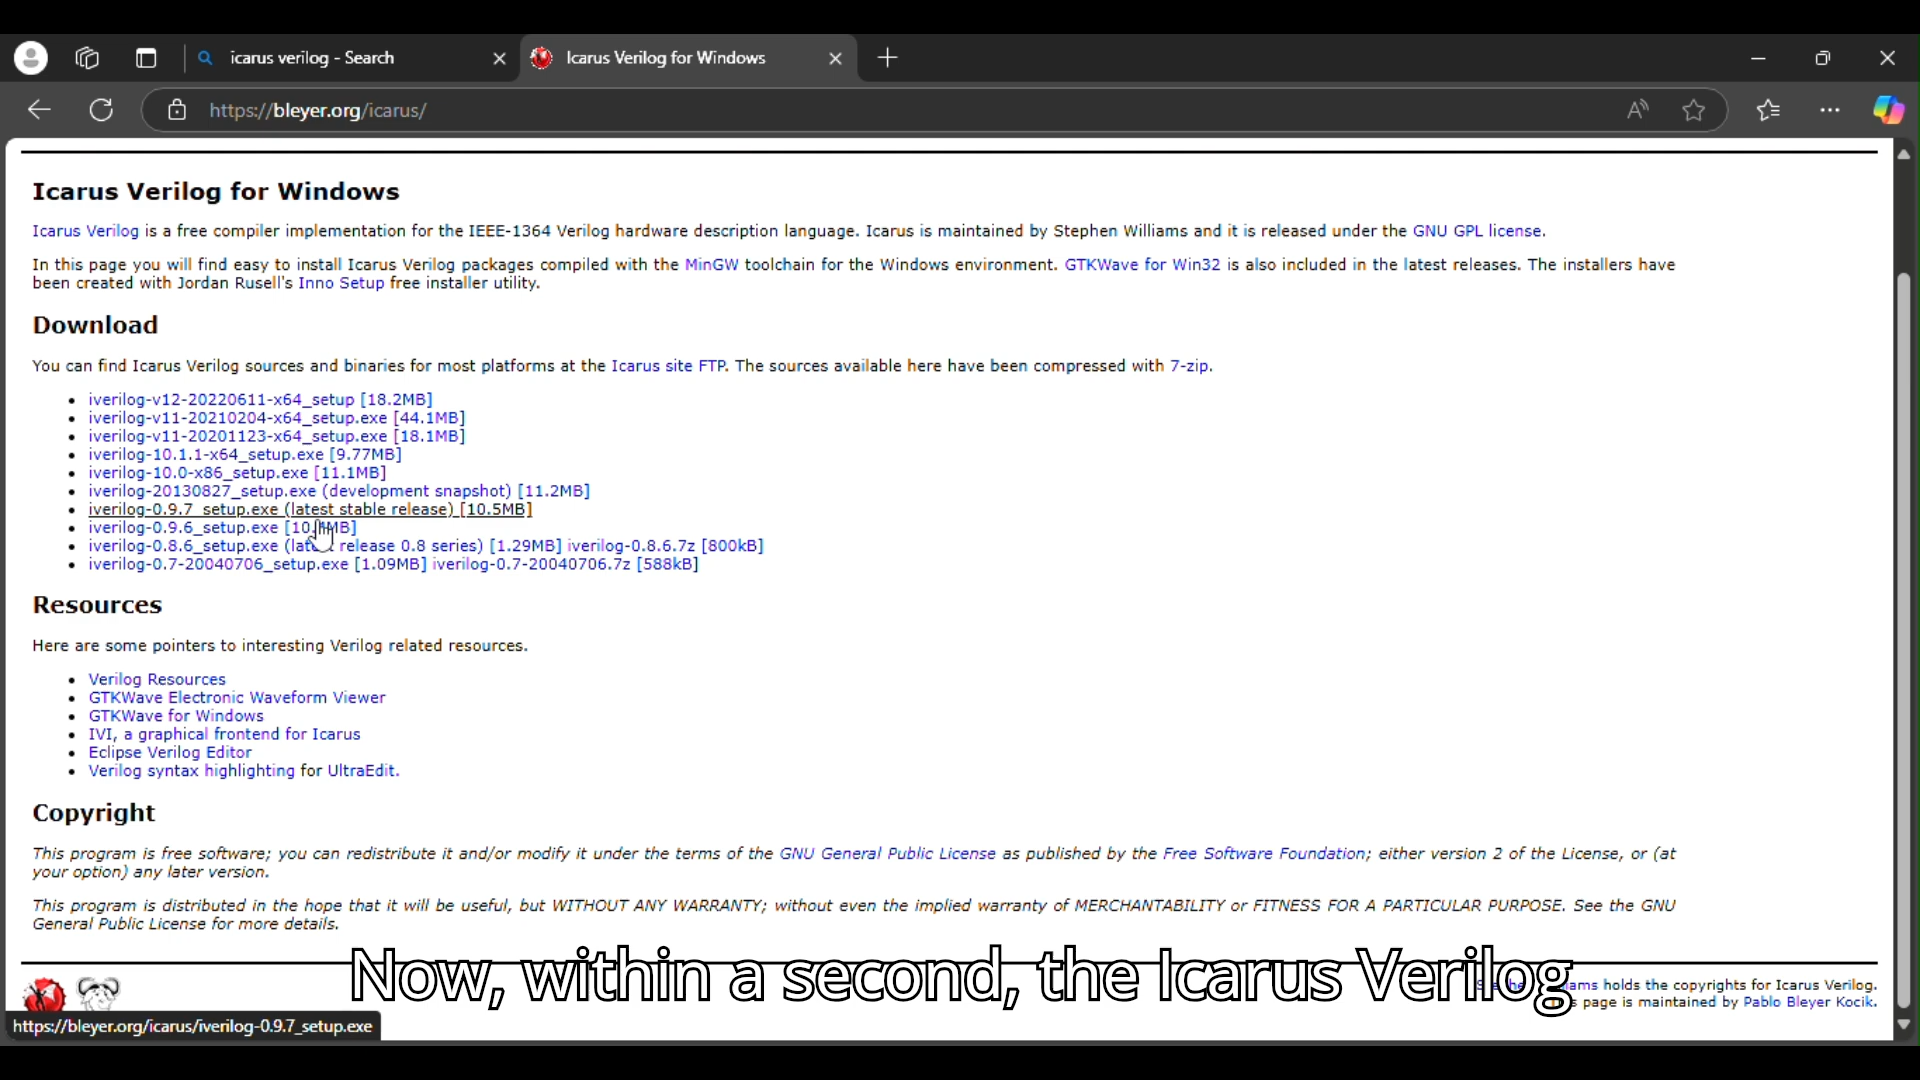 icarus verilog - Search
Icarus Verilog for Windows
https://bleyer.org/icarus/
Icarus Verilog for Windows
Icarus Verilog is a free compiler implementation for the IEEE-1364 Verilog hardware description language. Icarus is maintained by Stephen Williams and it is released under the GNU GPL license.
In this page you will find easy to install Icarus Verilog packages compiled with the MinGW toolchain for the Windows environment. GTKWave for Win32 is also included in the latest releases. The installers have
been created with Jordan Rusell's Inno Setup free installer utility.
Download
You can find Icarus Verilog sources and binaries for most platforms at the Icarus site FTP. The sources available here have been compressed with 7-zip.
• iverilog-v12-20220611-x64_setup [18.2MB]
• iverilog-v11-20210204-x64_setup.exe [44.1MB]
• iverilog-v11-20201123-x64_setup.exe [18.1MB]
• iverilog-10.1.1-x64_setup.exe [9.77MB]
• iverilog-10.0-x86_setup.exe [11.1MB]
• iverilog-20130827_setup.exe (development snapshot) [11.2MB]
• iverilog-0.9.7_setup.exe (latest stable release) [10.5MB]
• iverilog-0.9.6_setup.exe
• iverilog-0.8.6_setup.exe (latest release 0.8 series) [1.29MB] iverilog-0.8.6.7z [800kB]
• iverilog-0.7-20040706_setup.exe [1.09MB] iverilog-0.7-20040706.7z [588kB]
Resources
Here are some pointers to interesting Verilog related resources.
• Verilog Resources
• GTKWave Electronic Waveform Viewer
• GTKWave for Windows
• IVI, a graphical frontend for Icarus
• Eclipse Verilog Editor
• Verilog syntax highlighting for UltraEdit.
Copyright
This program is free software; you can redistribute it and/or modify it under the terms of the GNU General Public License as published by the Free Software Foundation; either version 2 of the License, or (at
your option) any later version.
This program is distributed in the hope that it will be useful, but WITHOUT ANY WARRANTY; without even the implied warranty of MERCHANTABILITY or FITNESS FOR A PARTICULAR PURPOSE. See the GNU
General Public License for more details.
Now, within a second, the Icarus Verilog
holds the copyrights for Icarus Verilog.
page is maintained by Pablo Bleyer Kocik.
https://bleyer.org/icarus/iverilog-0.9.7_setup.exe